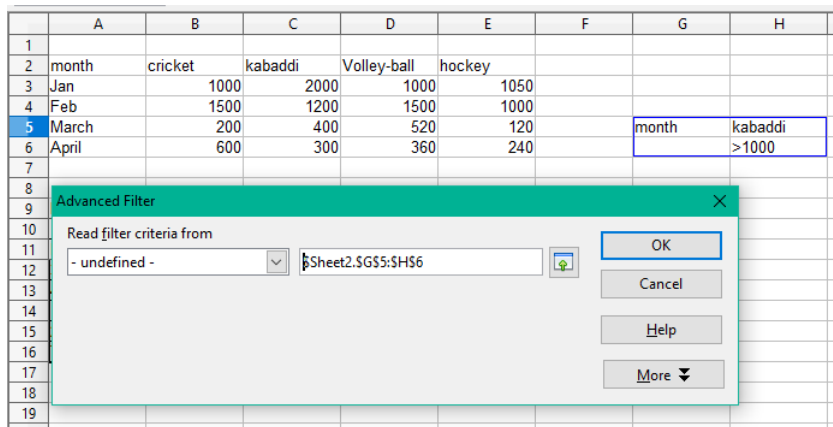 A B C D E F G H
1
2 month cricket kabaddi Volley-ball hockey
3 Jan 1000 2000 1000 1050
4 Feb 1500 1200 1500 1000
5 March 200 400 520 120 month kabaddi
6 April 600 300 360 240 >1000
7
8
9
10
11
12
13
14
15
16
17
18
19
Advanced Filter
Read filter criteria from
- undefined -
$Sheet2.$G$5:$H$6
OK
Cancel
Help
More